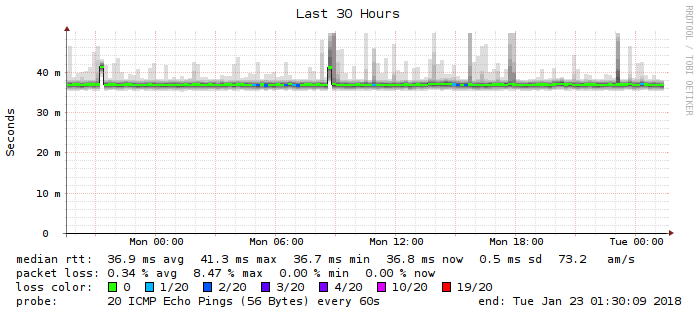 Last 30 Hours
RRDTOOL / TOBI OETIKER
Seconds
40 m
30 m
20 m
10 m
0
Mon 00:00 Mon 06:00 Mon 12:00 Mon 18:00 Tue 00:00
median rtt: 36.9 ms avg 41.3 ms max 36.7 ms min 36.8 ms now 0.5 ms sd 73.2 am/s
packet loss: 0.34 % avg 8.47 % max 0.00 % min 0.00 % now
loss color: 0 1/20 2/20 3/20 4/20 10/20 19/20
probe: 20 ICMP Echo Pings (56 Bytes) every 60s end: Tue Jan 23 01:30:09 2018